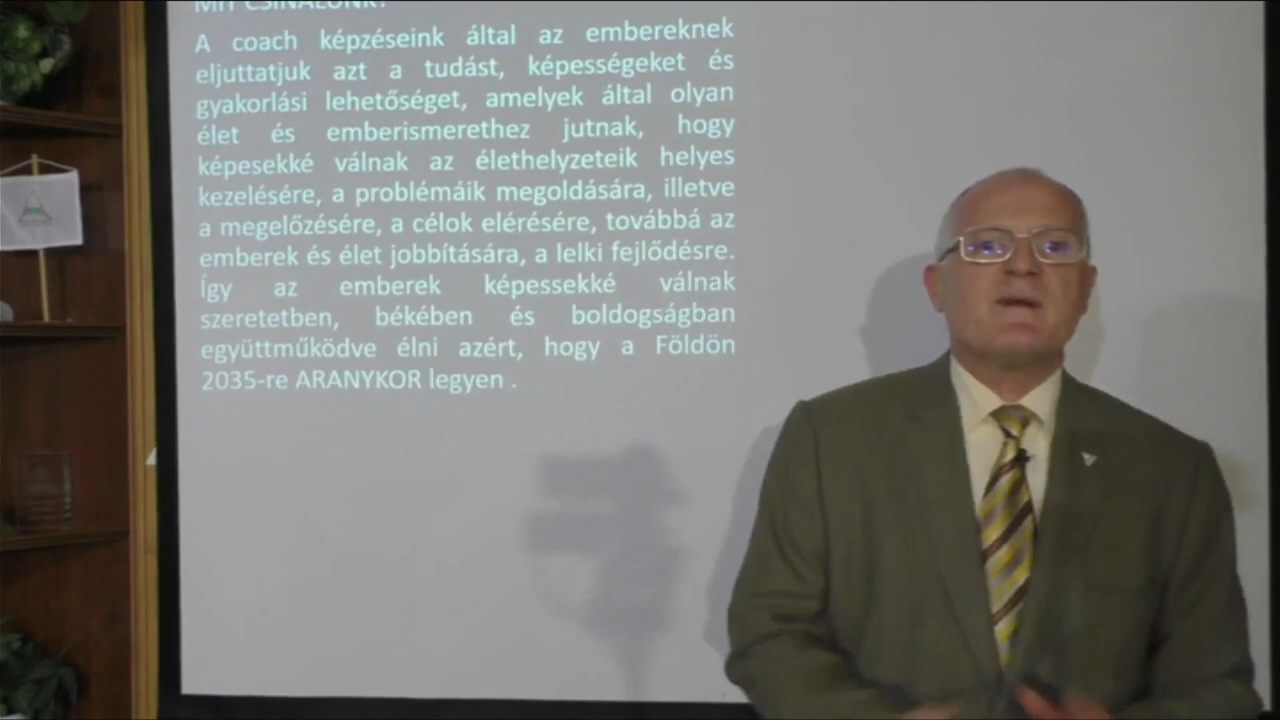 MIT CSINÁLUNK?
A coach képzéseink által az embereknek
eljuttatjuk azt a tudást, képességeket és
gyakorlási lehetőséget, amelyek által olyan
élet és emberismerethez jutnak, hogy
képesekké válnak az élethelyzeteik helyes
kezelésére, a problémáik megoldására, illetve
a megelőzésére, a célok elérésére, továbbá az
emberek és élet jobbítására, a lelki fejlődésre.
Így az emberek képessekké válnak
szeretetben, békében és boldogságban
együttműködve élni azért, hogy a Földön
2035-re ARANYKOR legyen .